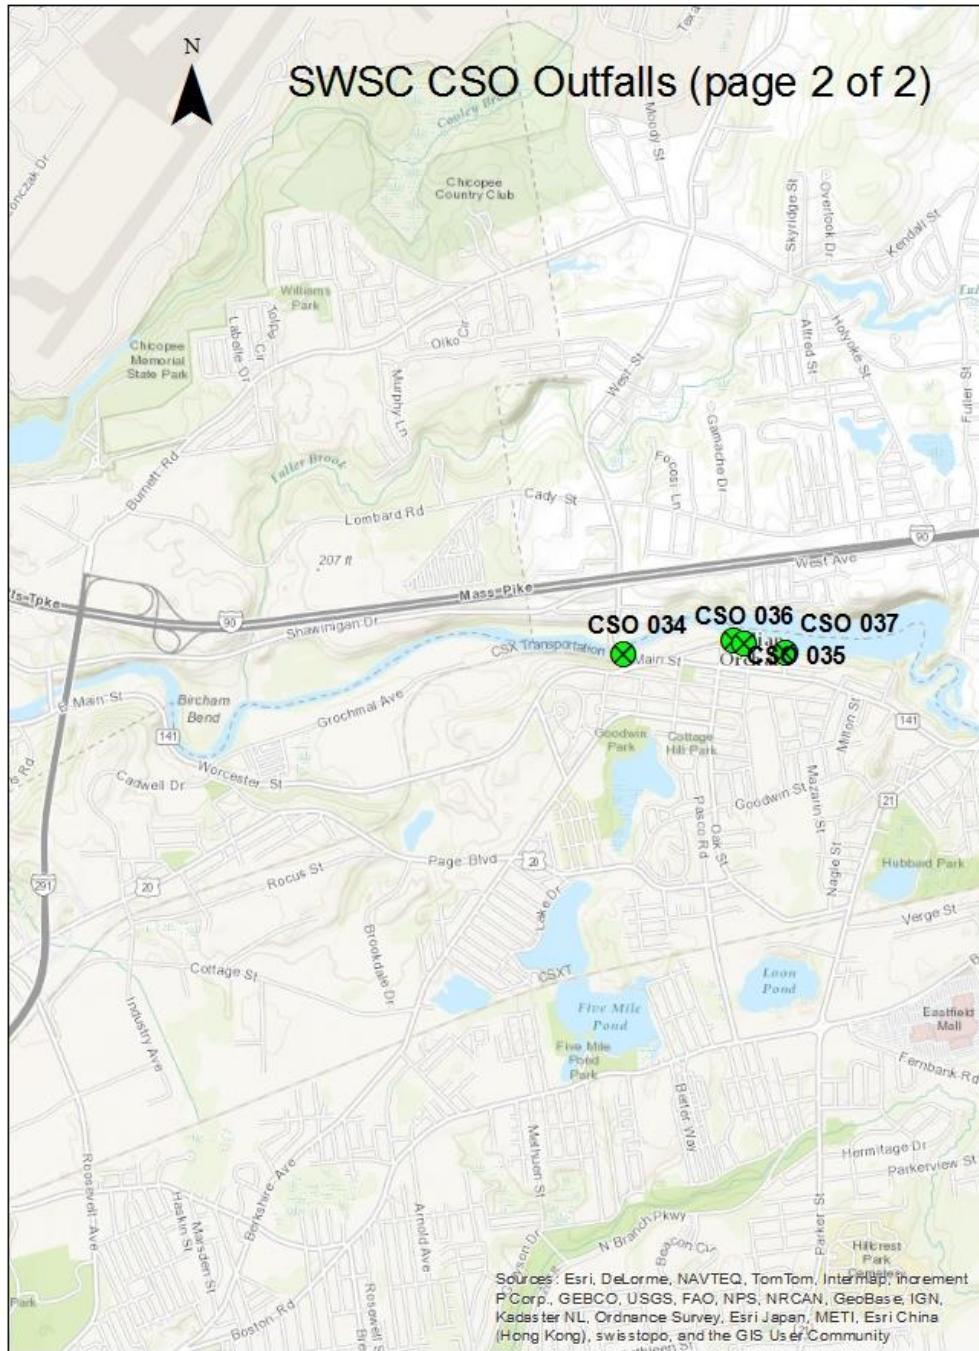 N
SWSC CSO Outfalls (page 2 of 2)
Cooley
Moody St
Chicopee
Country Club
Skyridge St
Overlook Dr
Kendall St
Williams
Park
Labelle Dr
Cir
Oiko Cir
Chicopee
Memorial
State Park
Murphy Ln
West St
Alfred St
Holyoke St
Fuller St
Gamache Dr
Focosi Ln
Burnett Rd
Fuller Brook
Cady St
Lombard Rd
207 ft
90
West Ave
Mass-Pike
Tpke
90
Shawinigan Dr
CSO 034
CSO 036
CSO 037
CSO 035
CSX Transportation
Main St
E Main St
Bircham
Bend
141
Grochmal Ave
Goodwin
Park
Cottage
Hill Park
Milton St
141
Worcester St
Cadwell Dr
Goodwin St
Mazarin St
21
Pasco Rd
Oak St
Nagle St
Page Blvd
20
Hubbard Park
Rocus St
20
291
Lake Dr
Verge St
Brookdale Dr
Cottage St
CSXT
Loon
Pond
Industry Ave
Five Mile
Pond
Eastfield
Mall
Five Mile
Pond
Park
Fernbank Rd
Better Way
Methuen St
Hermitage Dr
Parkerview St
Roosevelt Ave
Haskin St
Marsden St
Berkshire Ave
Arnold Ave
Grayson Dr
N Branch Pkwy
Beacon Cir
Parker St
Hillcrest
Park
Cemetery
Park
Boston Rd
Sources: Esri, DeLorme, NAVTEQ, TomTom, Intermap, increment
P Corp., GEBCO, USGS, FAO, NPS, NRCAN, GeoBase, IGN,
Kadaster NL, Ordnance Survey, Esri Japan, METI, Esri China
(Hong Kong), swisstopo, and the GIS User Community